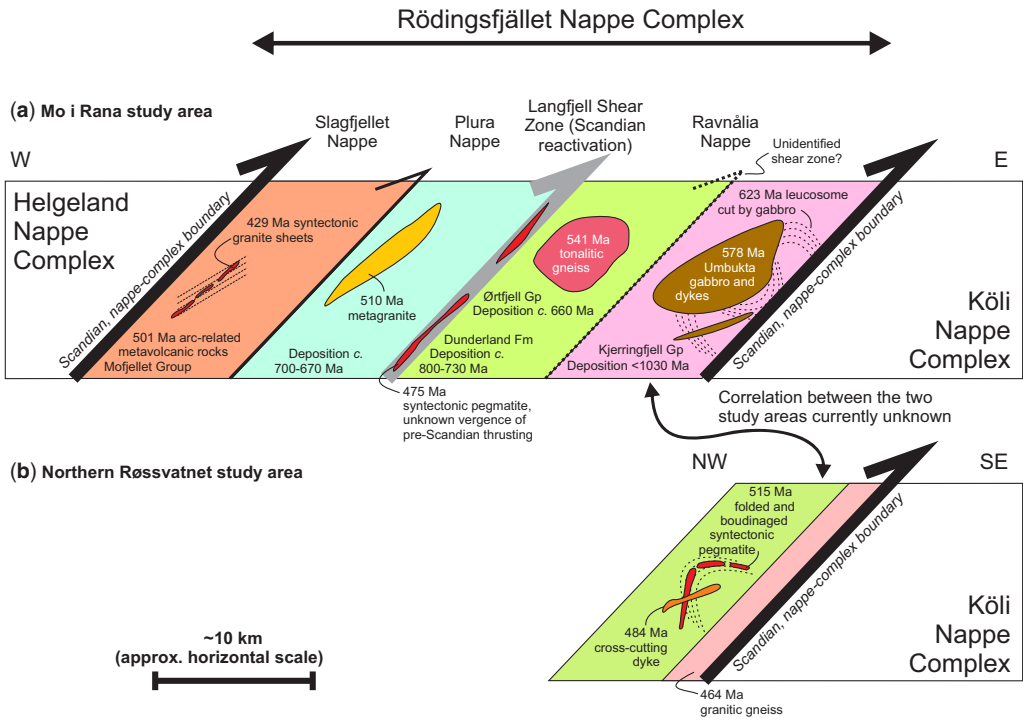 Rödingsfjället Nappe Complex
(a) Mo i Rana study area
Slagfjellet
Nappe
Plura
Nappe
Langfjell Shear
Zone (Scandian
reactivation)
Ravnålia
Nappe
Unidentified
shear zone?
W
E
Helgeland
Nappe
Complex
Scandian, nappe-complex boundary
429 Ma syntectonic
granite sheets
501 Ma arc-related
metavolcanic rocks
Mofjellet Group
510 Ma
metagranite
Deposition c.
700-670 Ma
475 Ma
syntectonic pegmatite,
unknown vergence of
pre-Scandian thrusting
541 Ma
tonalitic
gneiss
Ørtfjell Gp
Deposition c. 660 Ma
Dunderland Fm
Deposition c.
800-730 Ma
623 Ma leucosome
cut by gabbro
578 Ma
Umbukta
gabbro and
dykes
Kjerringfjell Gp
Deposition <1030 Ma
Scandian, nappe-complex boundary
Köli
Nappe
Complex
Correlation between the two
study areas currently unknown
(b) Northern Røssvatnet study area
NW
SE
515 Ma
folded and
boudinaged
syntectonic
pegmatite
484 Ma
cross-cutting
dyke
464 Ma
granitic gneiss
Scandian, nappe-complex boundary
Köli
Nappe
Complex
~10 km
(approx. horizontal scale)